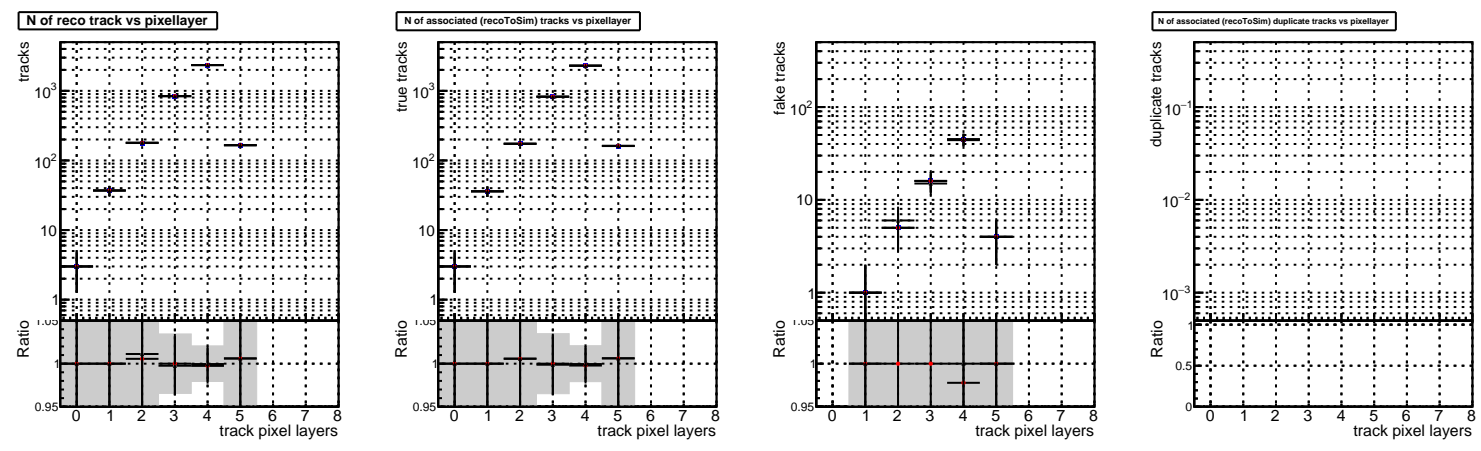 N of reco track vs pixellayer
tracks
10³
10²
10
1
Ratio
1.05
1
0.95
0 1 2 3 4 5 6 7 8
track pixel layers
N of associated (recoToSim) tracks vs pixellayer
true tracks
10³
10²
10
1
Ratio
1.05
1
0.95
0 1 2 3 4 5 6 7 8
track pixel layers
fake tracks
10²
10
1
Ratio
1.05
1
0.95
0 1 2 3 4 5 6 7 8
track pixel layers
N of associated (recoToSim) duplicate tracks vs pixellayer
duplicate tracks
10⁻¹
10⁻²
10⁻³
Ratio
1
0.5
0
0 1 2 3 4 5 6 7 8
track pixel layers